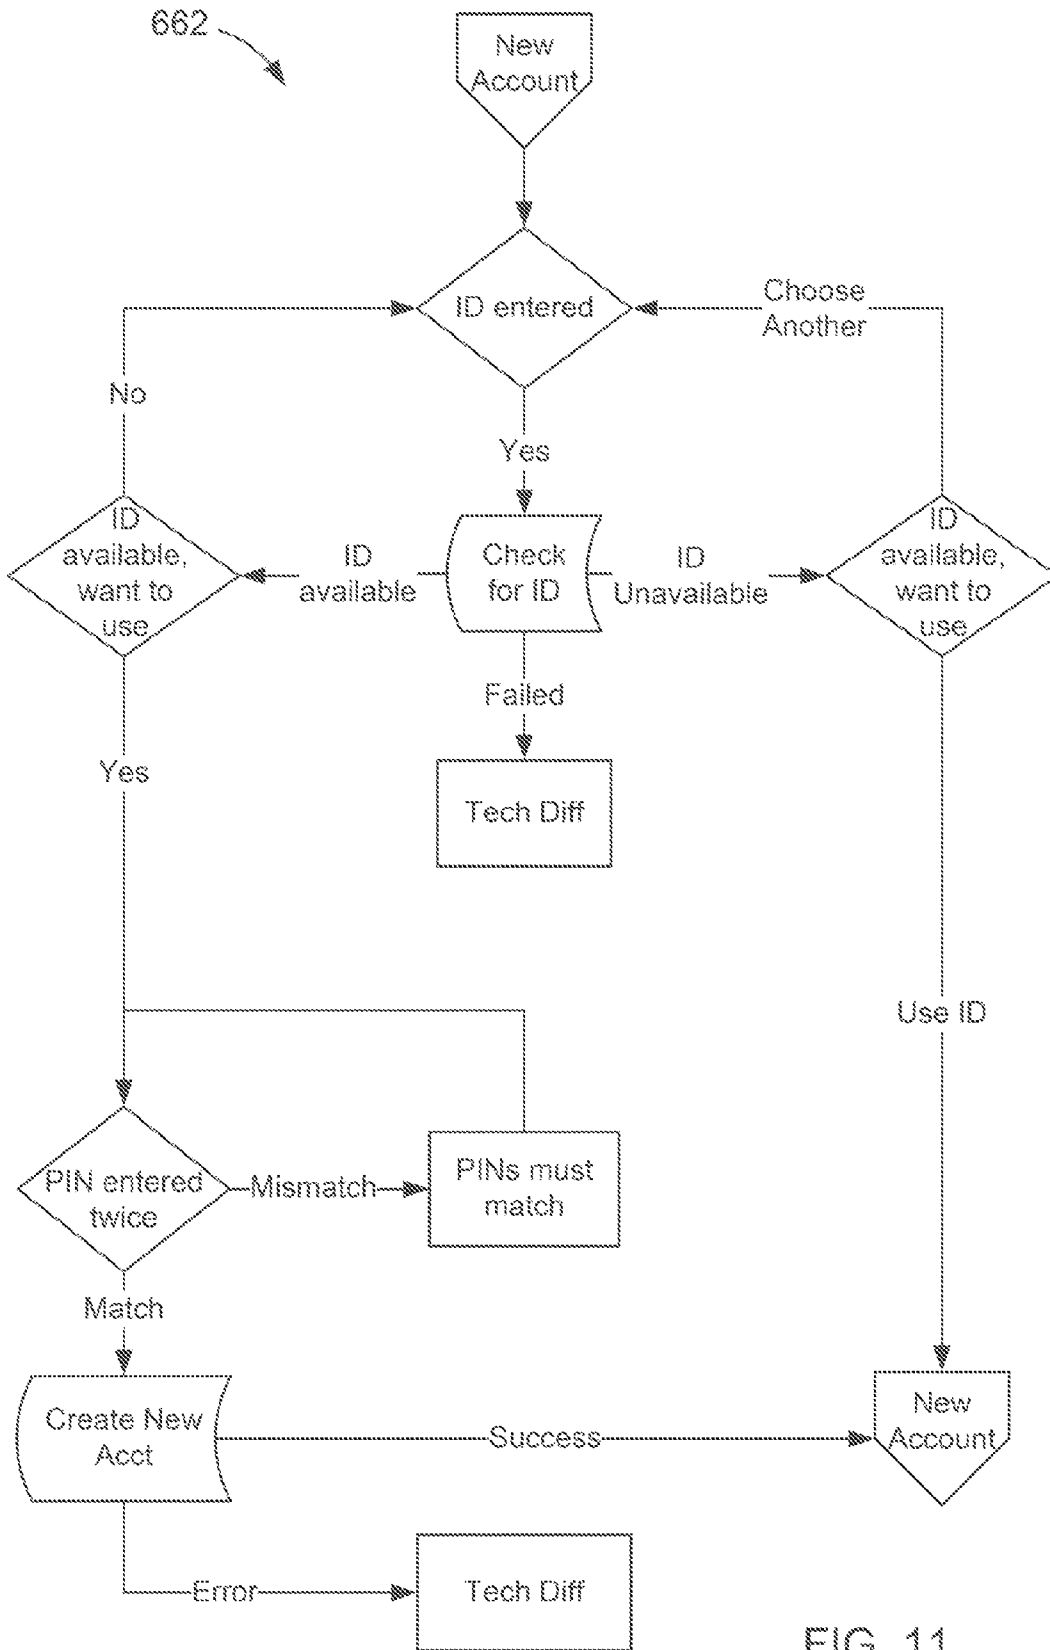 662
New
Account
ID entered
Choose
Another
No
Yes
ID
available,
want to
use
ID
available
Check
for ID
ID
Unavailable
ID
available,
want to
use
Failed
Yes
Tech Diff
Use ID
PIN entered
twice
Mismatch
PINs must
match
Match
Create New
Acct
Success
New
Account
Error
Tech Diff
FIG. 11